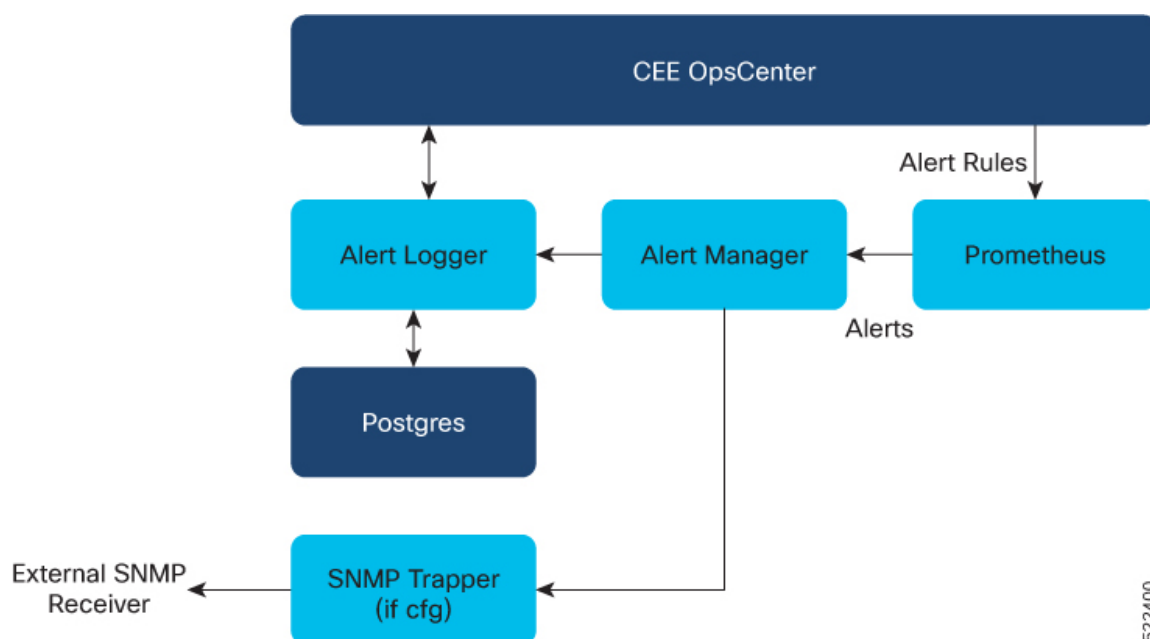 CEE OpsCenter
Alert Rules
Alert Logger
Alert Manager
Prometheus
Alerts
Postgres
External SNMP
Receiver
SNMP Trapper
(if cfg)